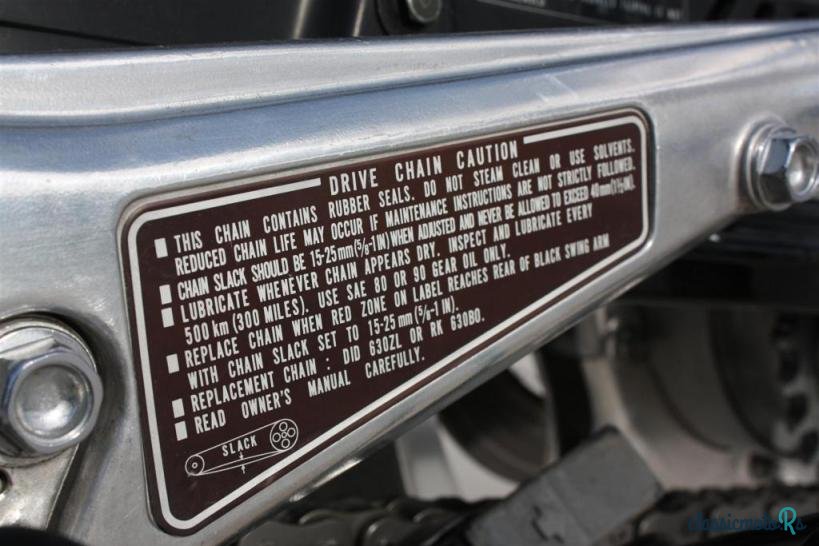 DRIVE CHAIN CAUTION
THIS CHAIN CONTAINS RUBBER SEALS. DO NOT STEAM CLEAN OR USE SOLVENTS.
REDUCED CHAIN LIFE MAY OCCUR IF MAINTENANCE INSTRUCTIONS ARE NOT STRICTLY FOLLOWED.
CHAIN SLACK SHOULD BE 15-25mm(5/8-1 IN) WHEN ADJUSTED AND NEVER BE ALLOWED TO EXCEED 40mm
LUBRICATE WHENEVER CHAIN APPEARS DRY. INSPECT AND LUBRICATE EVERY
500 km (300 MILES). USE SAE 80 OR 90 GEAR OIL ONLY.
REPLACE CHAIN WHEN RED ZONE ON LABEL REACHES REAR OF BLACK SWING ARM
WITH CHAIN SLACK SET TO 15-25 mm (5/8-1 IN).
REPLACEMENT CHAIN : DID 630ZL OR RK 630BO.
READ OWNER'S MANUAL CAREFULLY.
SLACK
classicmotoRs